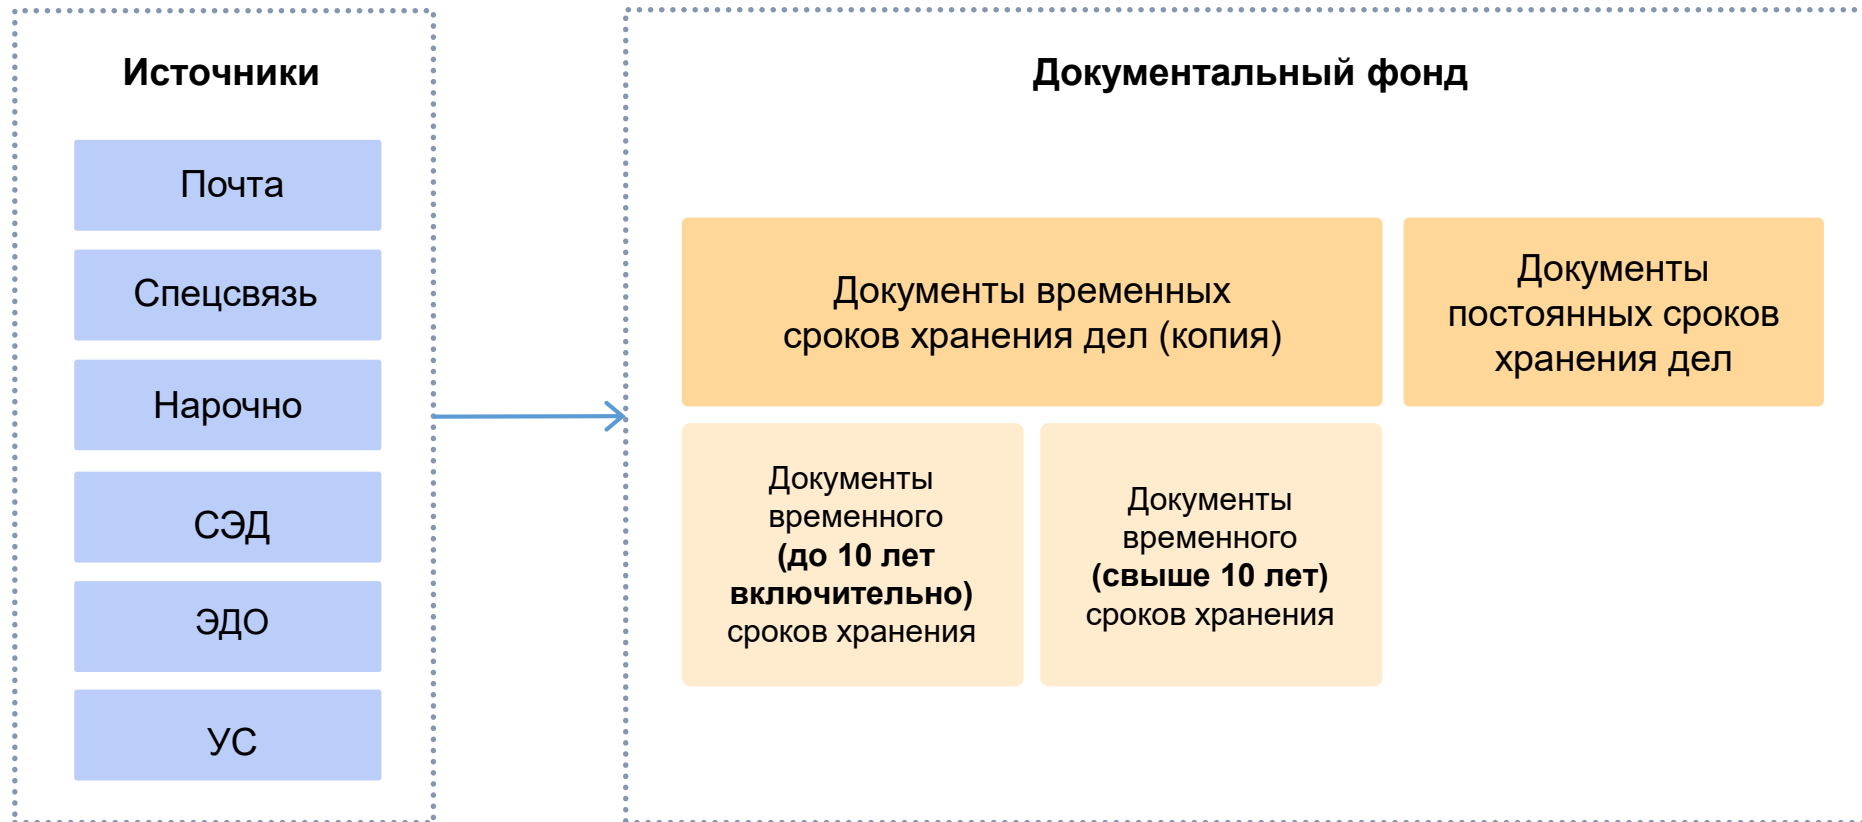 Источники
Почта
Спецсвязь
Нарочно
СЭД
ЭДО
УС
Документальный фонд
Документы временных
сроков хранения дел (копия)
Документы
постоянных сроков
хранения дел
Документы
временного
(до 10 лет
включительно)
сроков хранения
Документы
временного
(свыше 10 лет)
сроков хранения